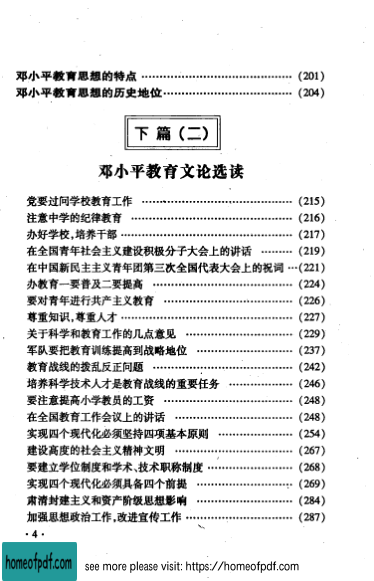 邓小平教育思想的特点 …………………………… (201)
邓小平教育思想的历史地位…………………… (204)
下 篇 (二)
邓小平教育文论选读
党要过问学校教育工作 …………………………… (215)
注意中学的纪律教育 …………………………… (216)
办好学校,培养干部 …………………………… (217)
在全国青年社会主义建设积极分子大会上的讲话 ……… (219)
在中国新民主主义青年团第三次全国代表大会上的祝词 …(221)
办教育一要普及二要提高 …………………………… (224)
要对青年进行共产主义教育 …………………………… (226)
尊重知识,尊重人才 …………………………… (227)
关于科学和教育工作的几点意见 …………………… (229)
军队要把教育训练提高到战略地位 ………………… (237)
教育战线的拨乱反正问题 …………………………… (242)
培养科学技术人才是教育战线的重要任务 ………… (246)
要注意提高小学教员的工资 …………………… (248)
在全国教育工作会议上的讲话 …………………… (248)
实现四个现代化必须坚持四项基本原则 …………… (254)
建设高度的社会主义精神文明 …………………… (267)
要建立学位制度和学术、技术职称制度 …………… (268)
实现四个现代化必须具备四个前提 ………………… (269)
肃清封建主义和资产阶级思想影响 ………………… (284)
加强思想政治工作,改进宣传工作 ………………… (287)
· 4 ·
homeofpdf.com
see more please visit: https://homeofpdf.com